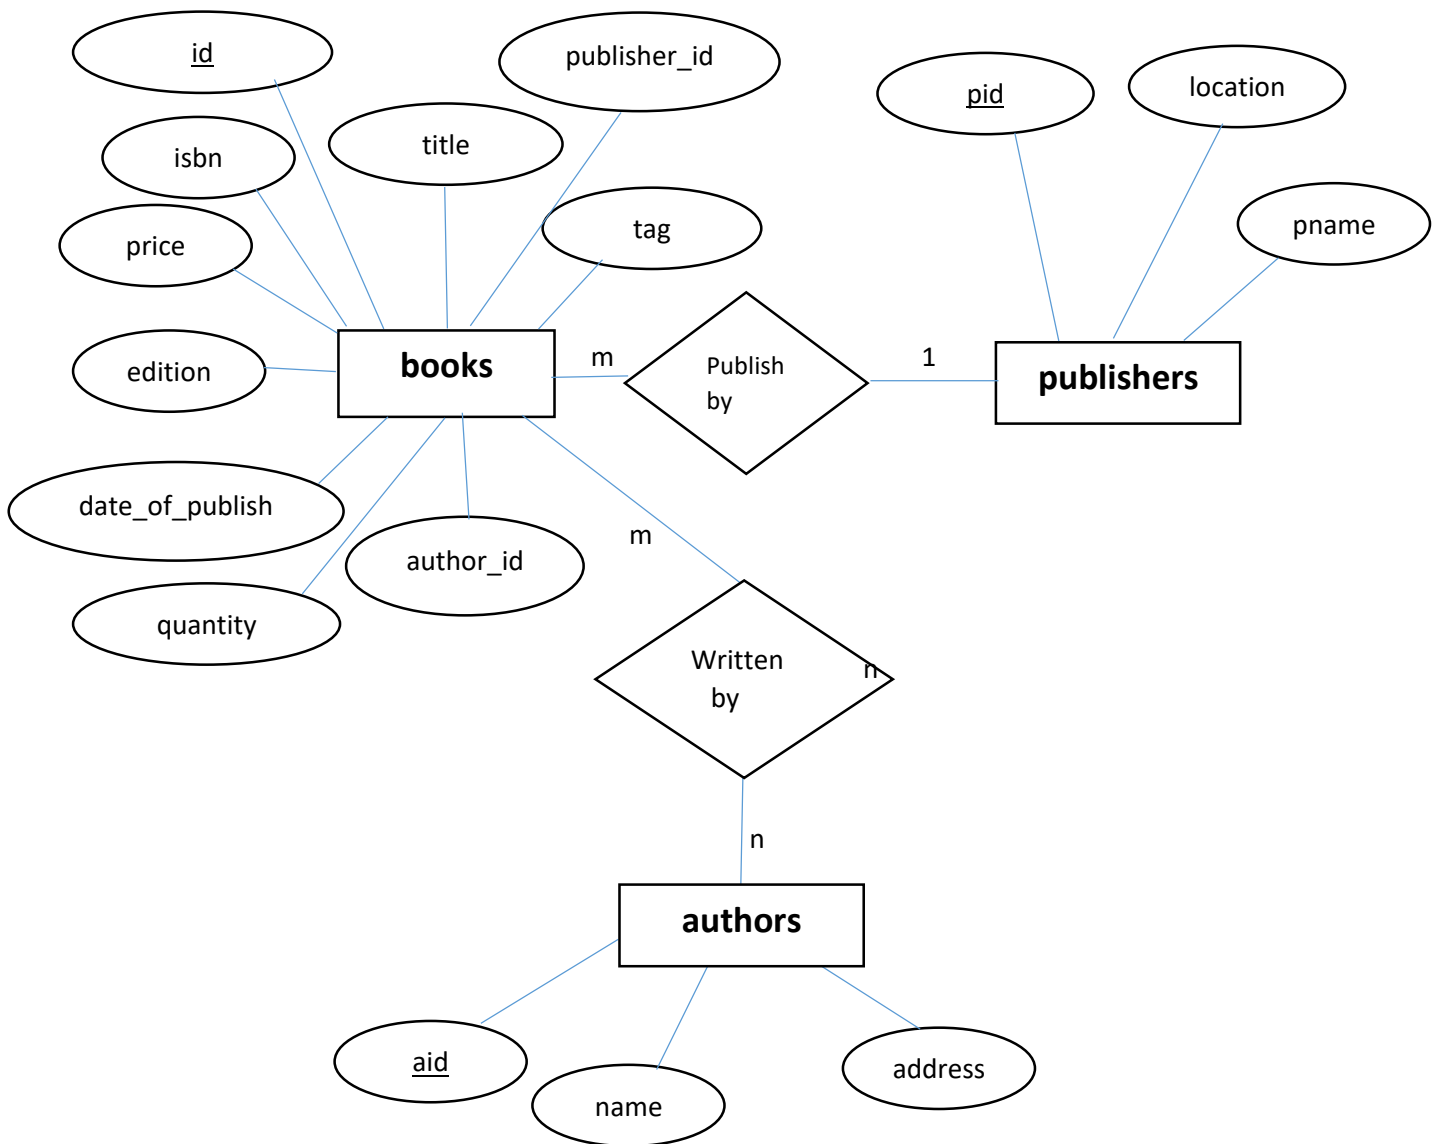 id
publisher_id
pid
location
isbn
title
price
tag
pname
edition
books
m
Publish
by
1
publishers
date_of_publish
author_id
m
quantity
Written
by
n
n
authors
aid
name
address